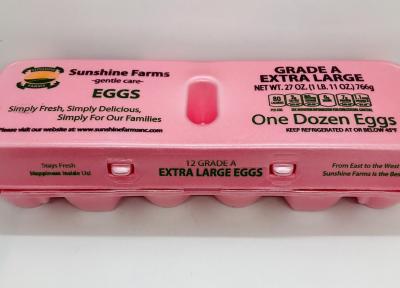 Sunshine Farms
-gentle care-
EGGS
Simply Fresh, Simply Delicious,
Simply For Our Families
Please visit our website at: www.sunshinefarmsnc.com
GRADE A
EXTRA LARGE
NET WT. 27 OZ. (1 LB. 11 OZ.) 766g
One Dozen Eggs
KEEP REFRIGERATED AT OR BELOW 45°F
Stays Fresh
Happiness Inside Us!
12 GRADE A
EXTRA LARGE EGGS
From East to the West
Sunshine Farms is the Best